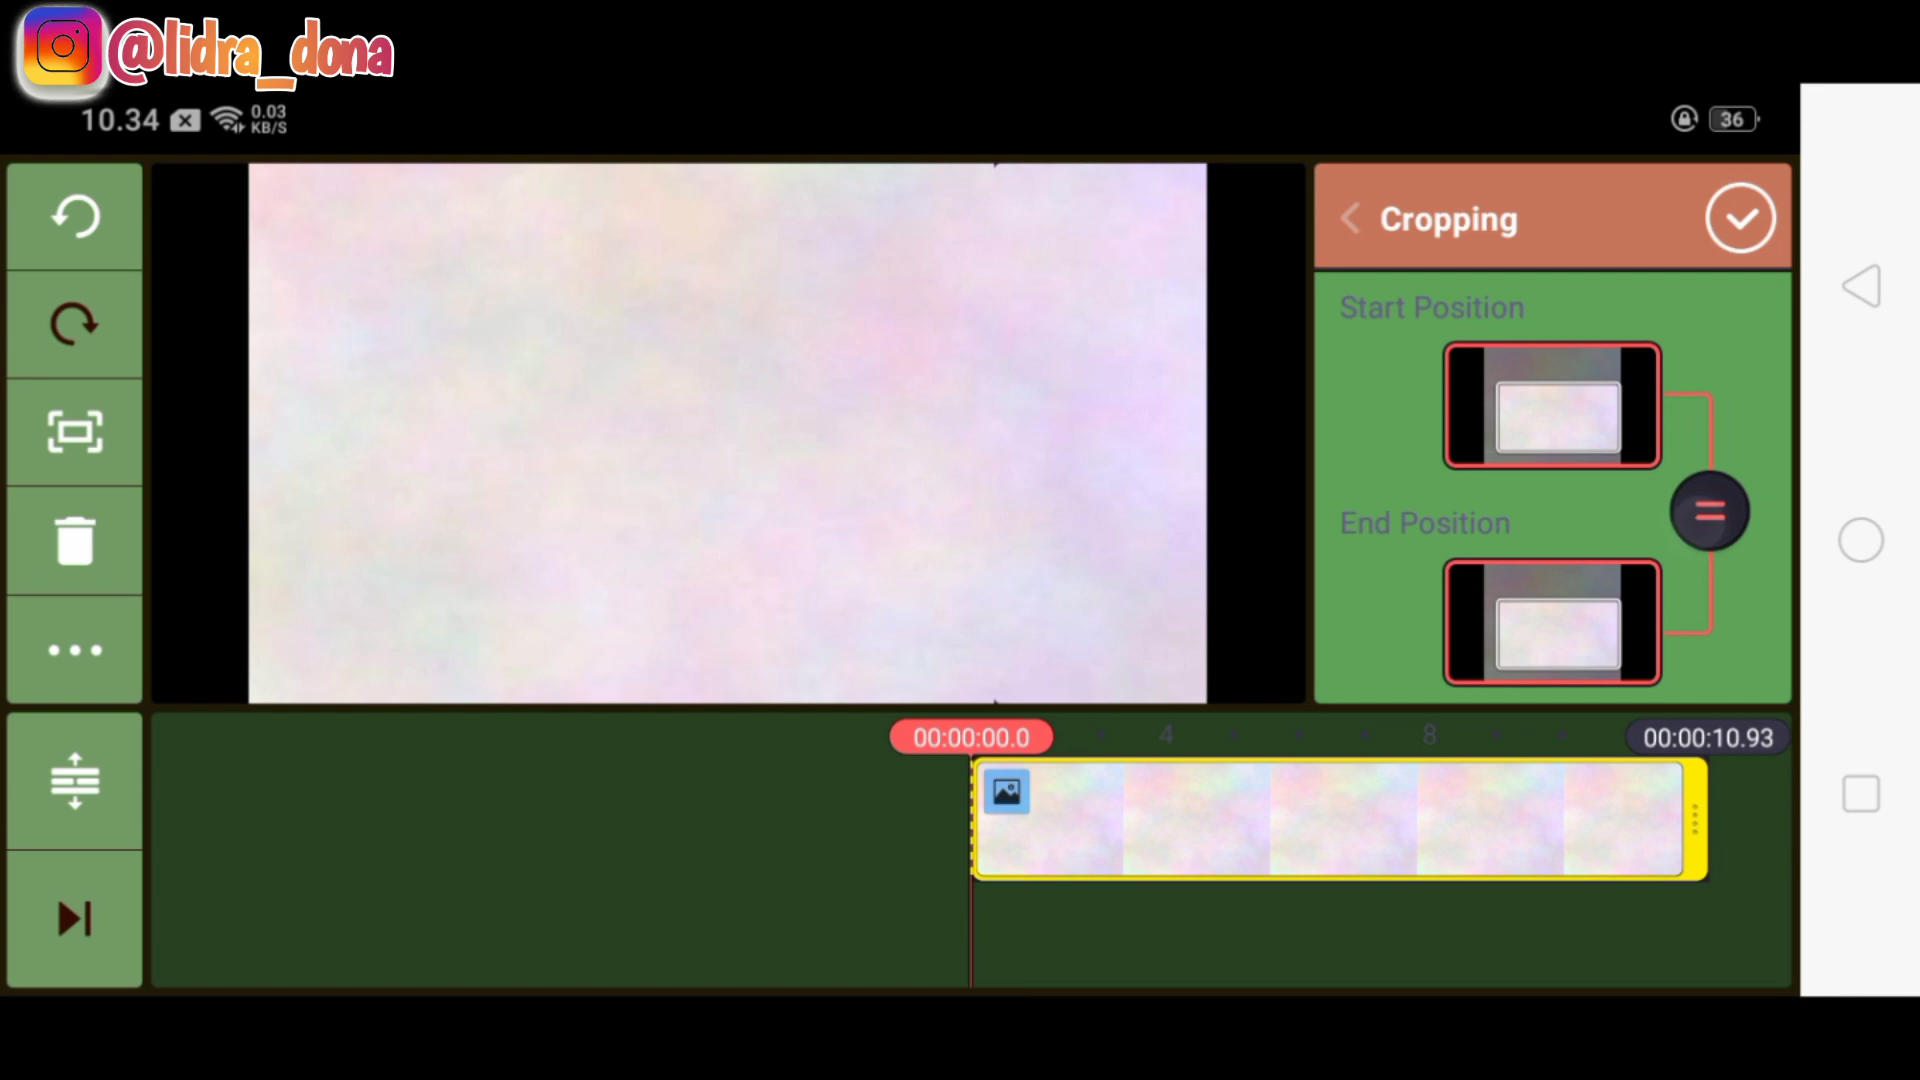 @lidra_dona
10.34
0.03
KB/S
36
Cropping
Start Position
End Position
00:00:00.0
4
8
00:00:10.93